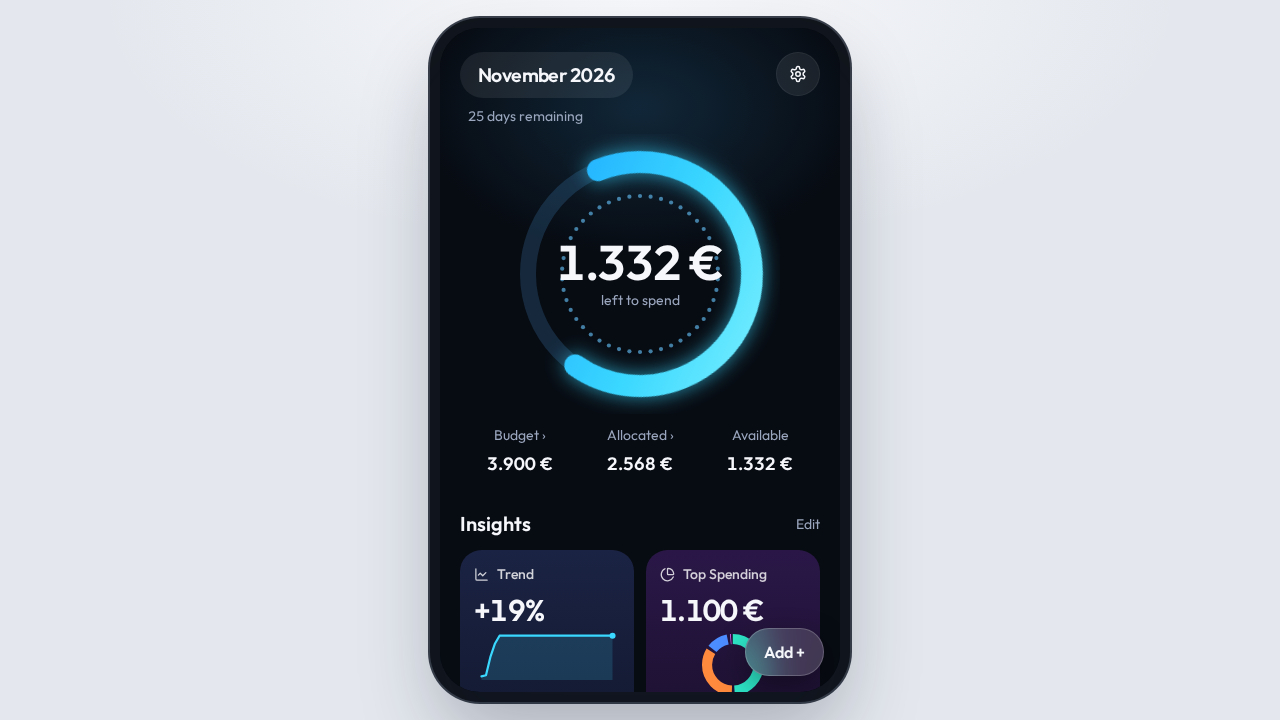 November 2026
25 days remaining
1.332 €
left to spend
Budget ›
Allocated ›
Available
3.900 €
2.568 €
1.332 €
Insights
Edit
Trend
Top Spending
+19%
1.100 €
Add +